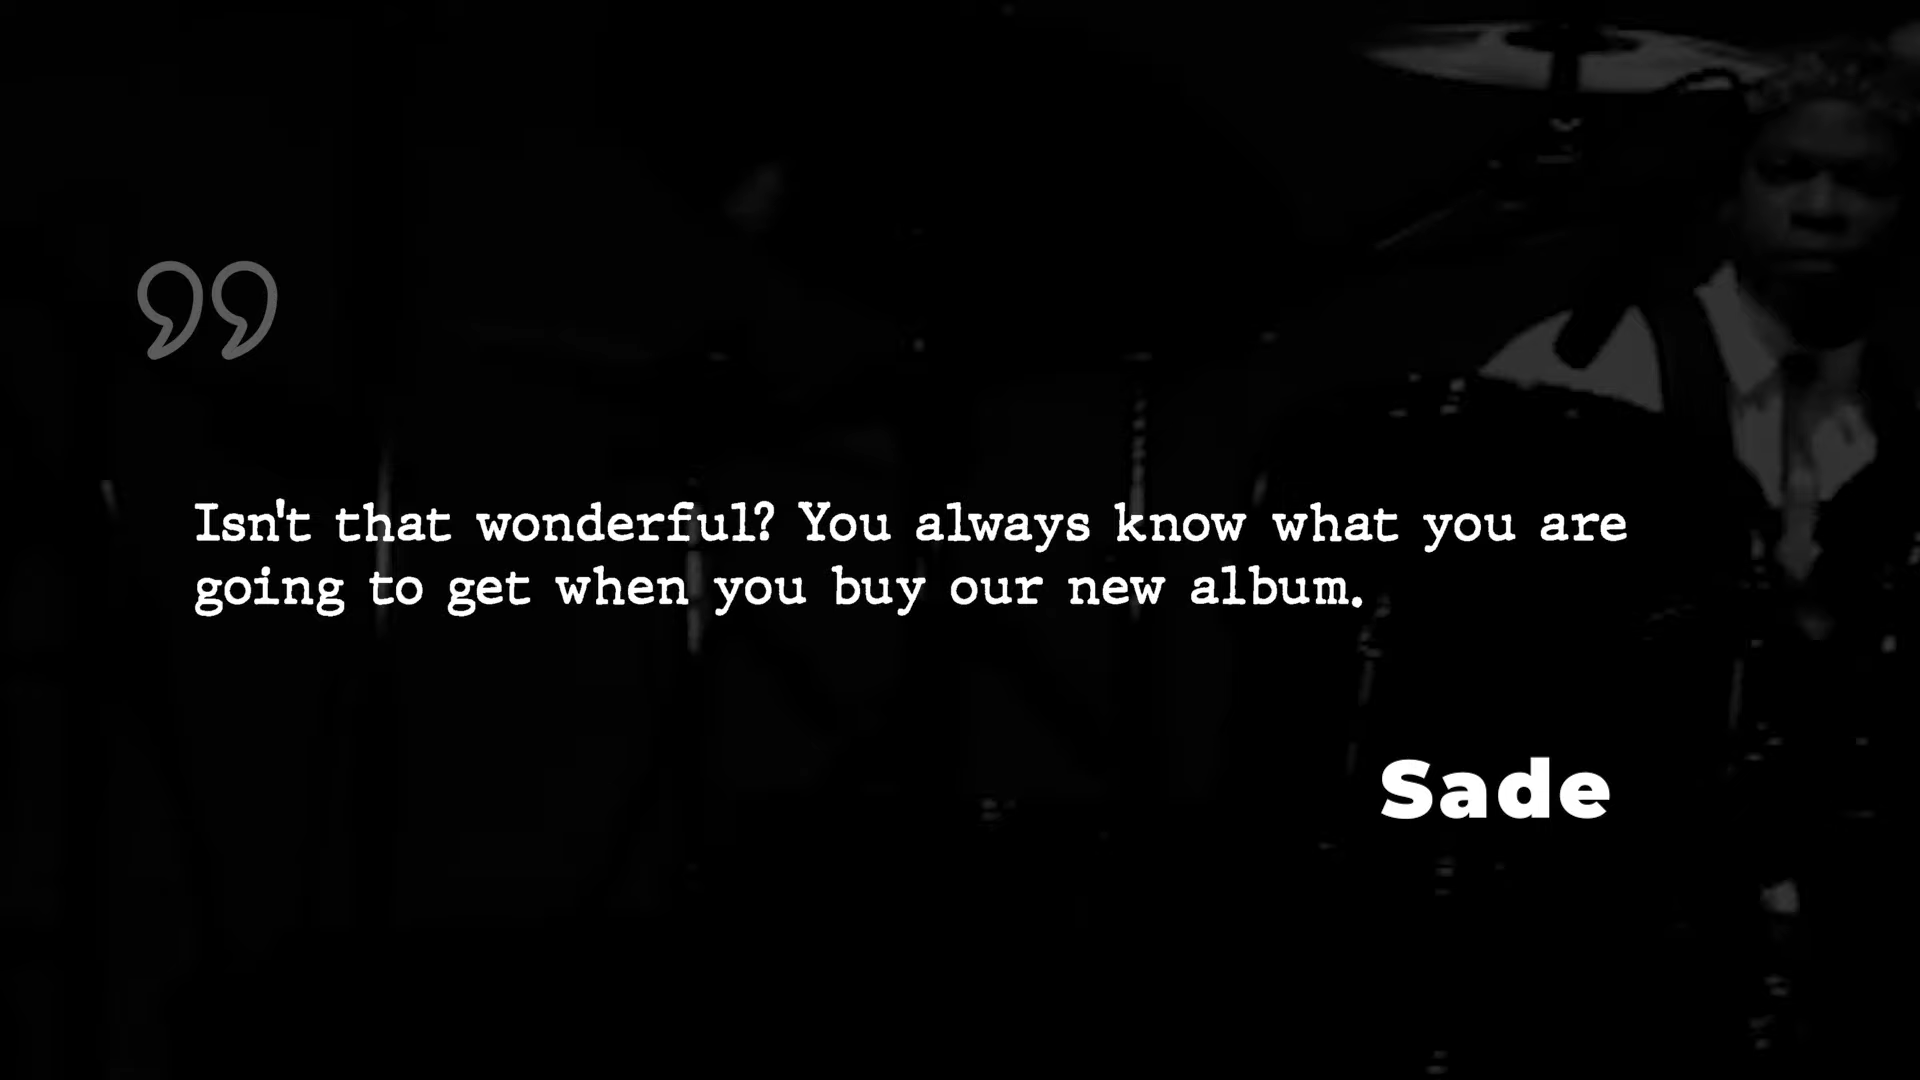 ”
Isn't that wonderful? You always know what you are
going to get when you buy our new album.
Sade